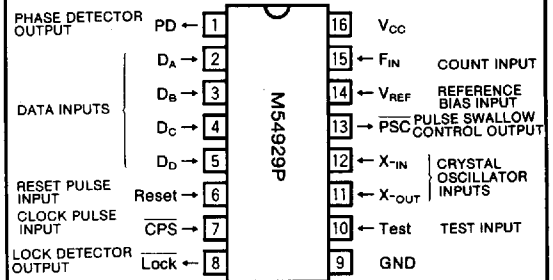 PHASE DETECTOR
OUTPUT
PD ← 1
16 VCC
DATA INPUTS
DA → 2
DB → 3
DC → 4
DD → 5
15 ← FIN COUNT INPUT
14 ← VREF REFERENCE
BIAS INPUT
13 → PSC PULSE SWALLOW
CONTROL OUTPUT
12 ← X-IN
11 ← X-OUT
CRYSTAL
OSCILLATOR
INPUTS
M54929P
RESET PULSE
INPUT
Reset → 6
CLOCK PULSE
INPUT
CPS → 7
10 ← Test TEST INPUT
LOCK DETECTOR
OUTPUT
Lock ← 8
9 GND